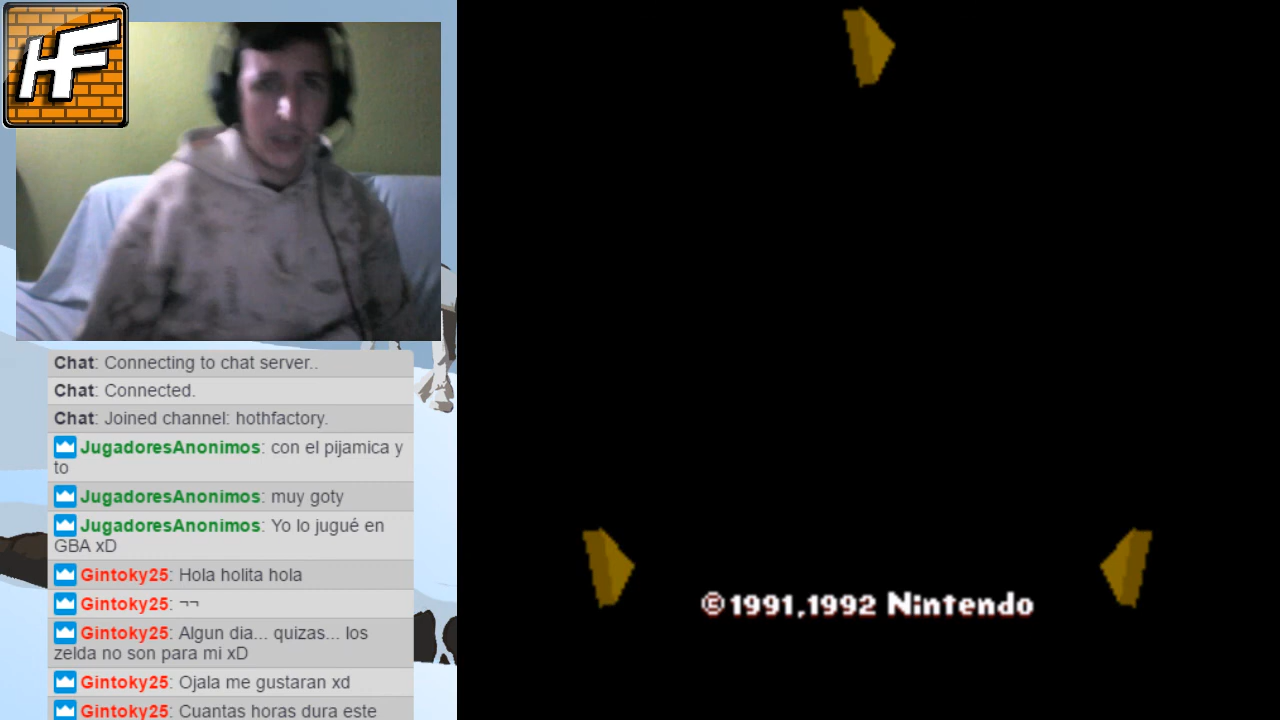 HF
Chat: Connecting to chat server..
Chat: Connected.
Chat: Joined channel: hothfactory.
JugadoresAnonimos: con el pijamica y
to
JugadoresAnonimos: muy goty
JugadoresAnonimos: Yo lo jugué en
GBA xD
Gintoky25: Hola holita hola
Gintoky25: ¬¬
Gintoky25: Algun dia... quizas... los
zelda no son para mi xD
Gintoky25: Ojala me gustaran xd
Gintoky25: Cuantas horas dura este
©1991,1992 Nintendo